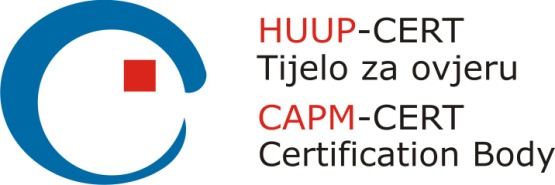 HUUP-CERT
Tijelo za ovjeru
CAPM-CERT
Certification Body